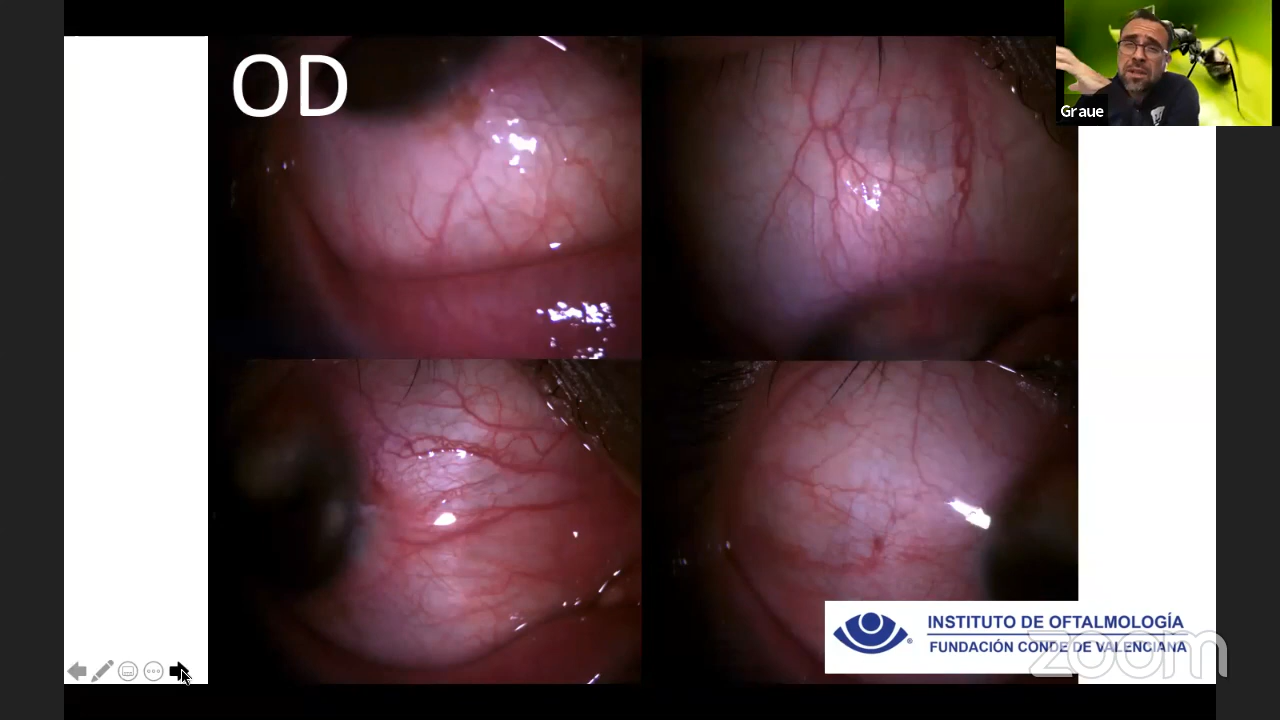 OD
Graue
INSTITUTO DE OFTALMOLOGÍA
FUNDACIÓN CONDE DE VALENCIANA
zoom